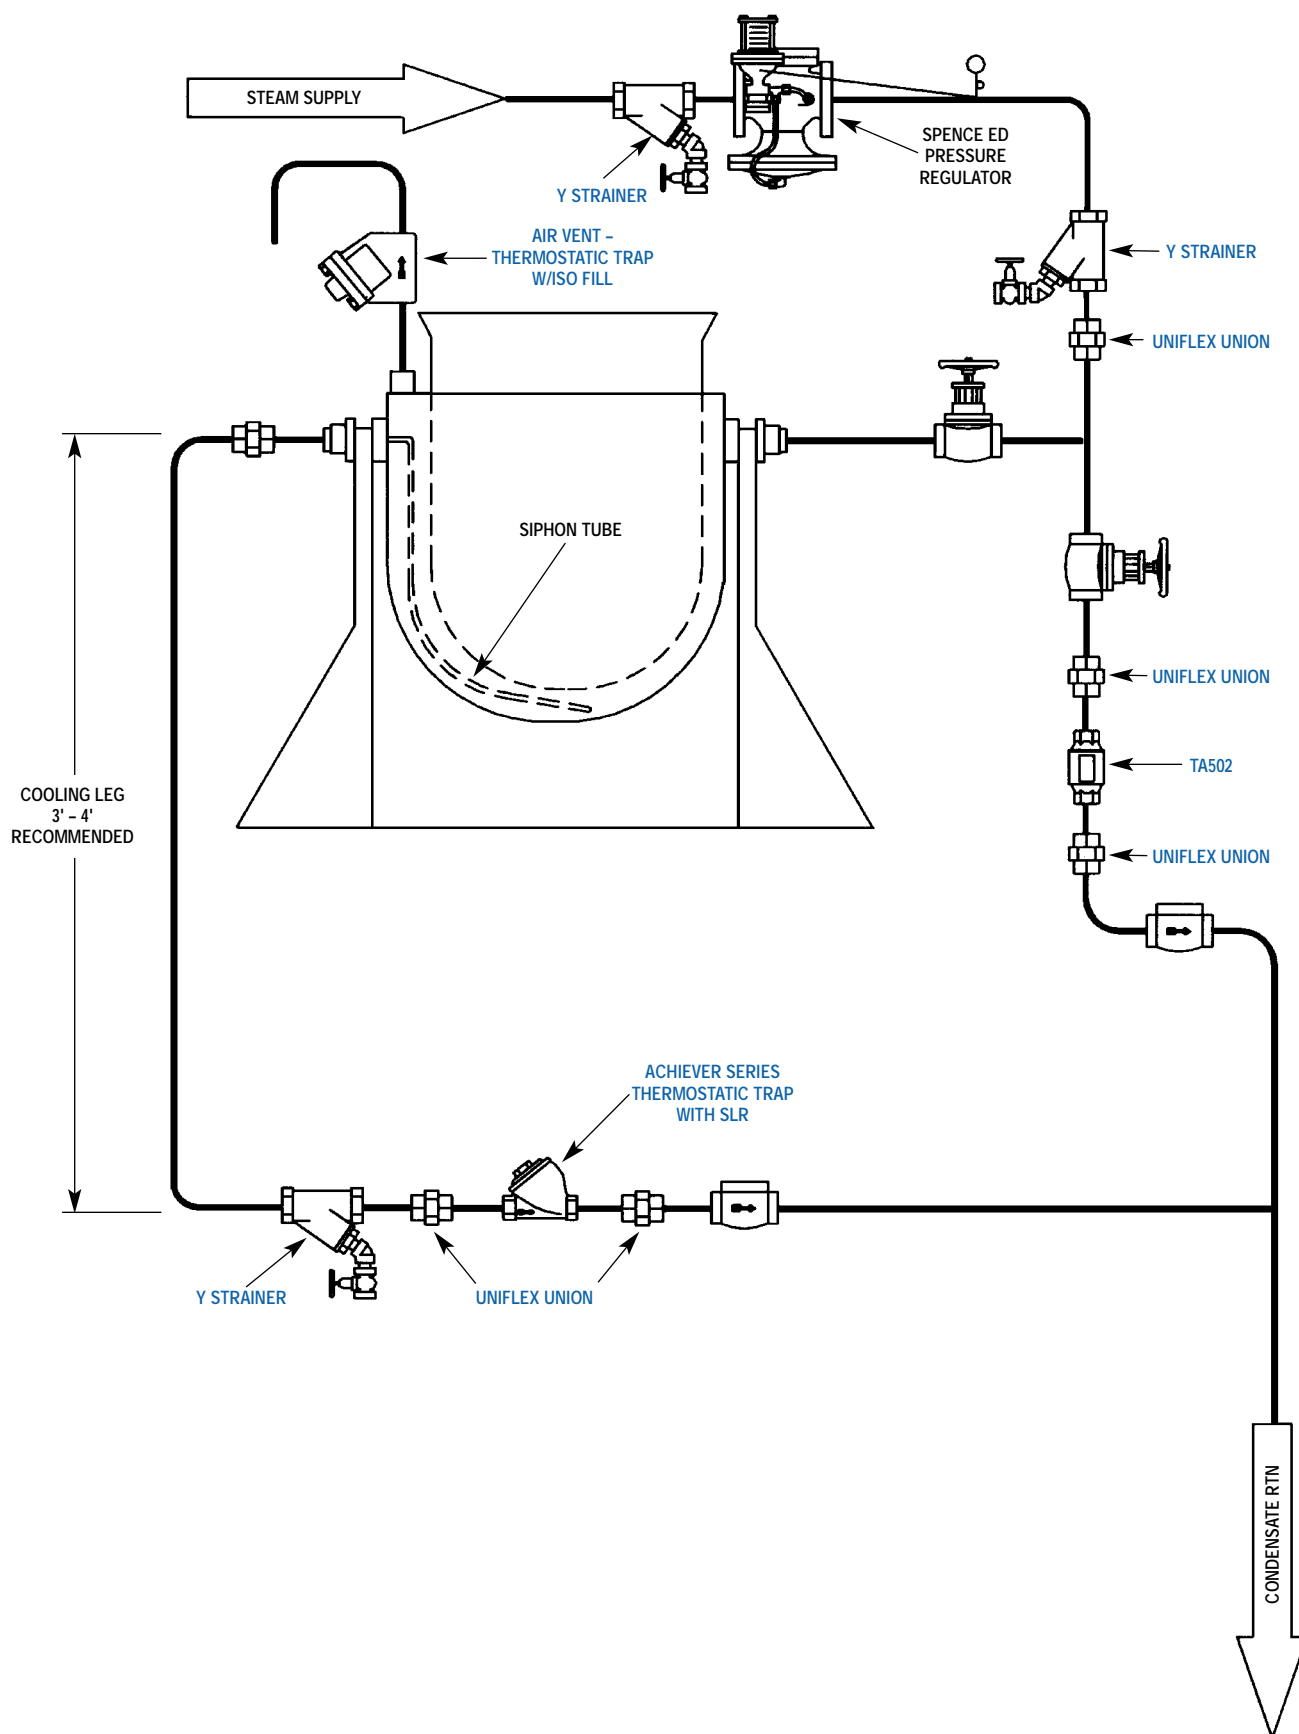 STEAM SUPPLY
SPENCE ED
PRESSURE
REGULATOR
Y STRAINER
AIR VENT –
THERMOSTATIC TRAP
W/ISO FILL
Y STRAINER
UNIFLEX UNION
SIPHON TUBE
UNIFLEX UNION
TA502
COOLING LEG
3' – 4'
RECOMMENDED
UNIFLEX UNION
ACHIEVER SERIES
THERMOSTATIC TRAP
WITH SLR
Y STRAINER
UNIFLEX UNION
CONDENSATE RTN